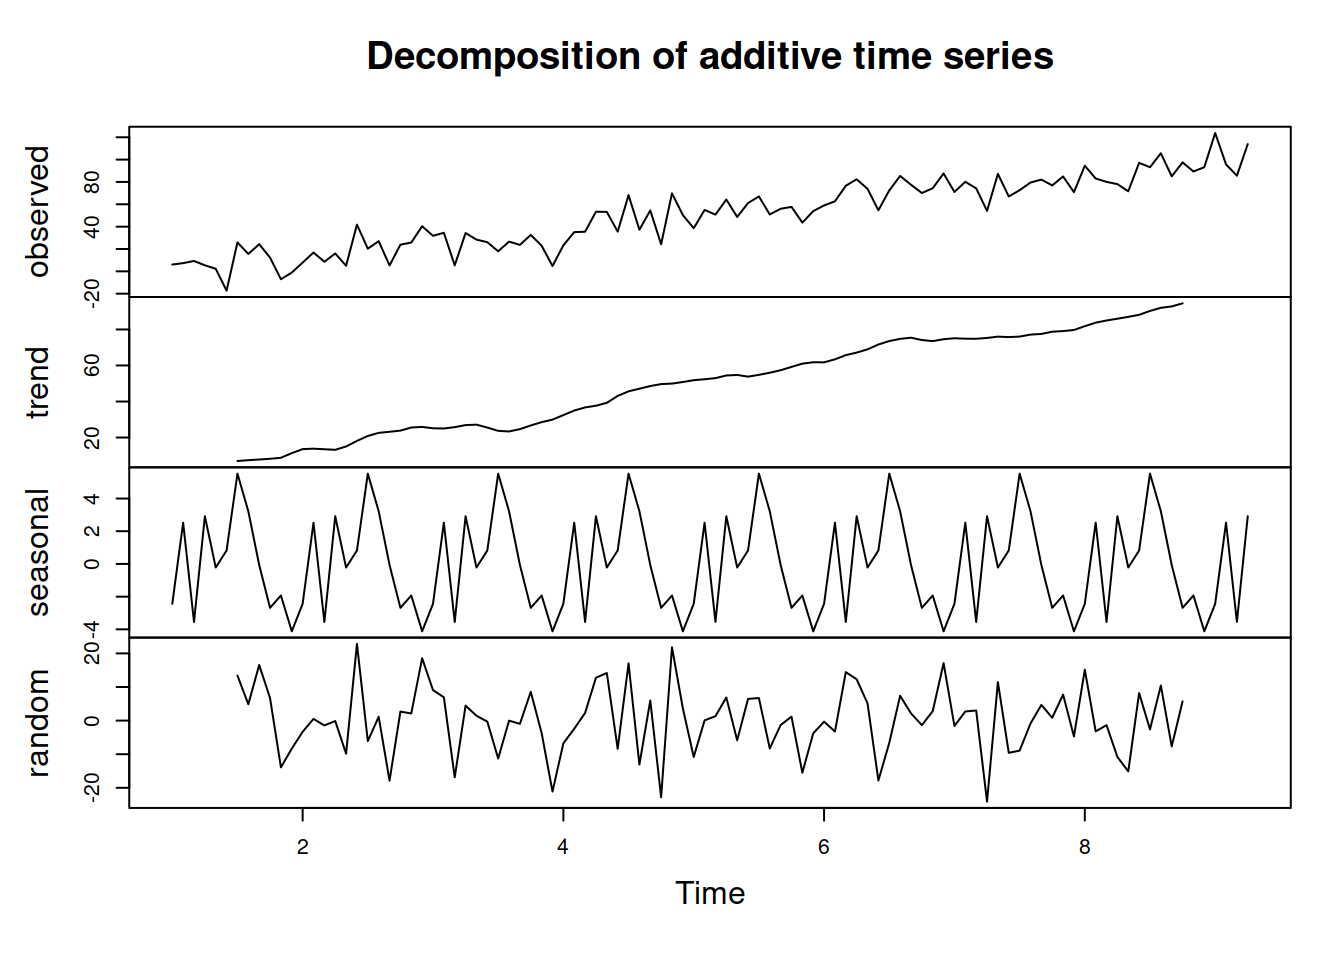 Decomposition of additive time series
observed
-20 40 80
trend
20 60
seasonal
-4 0 2 4
random
-20 0 20
2 4 6 8
Time